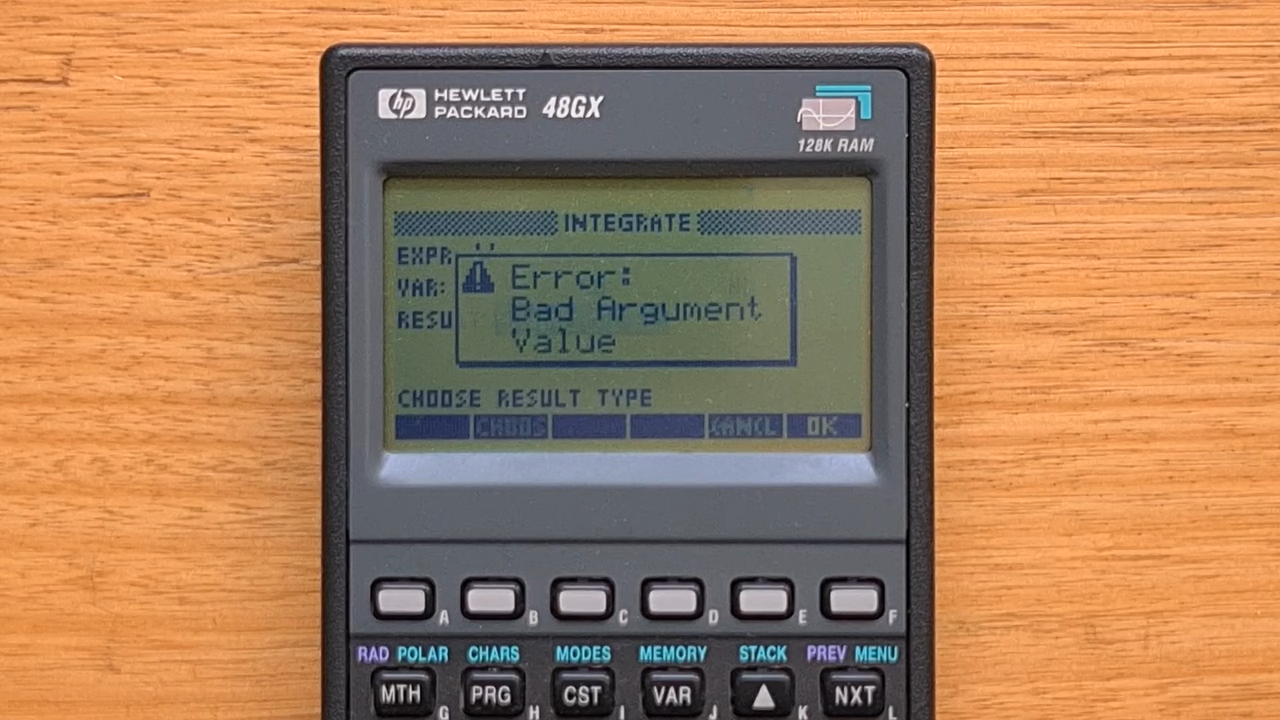 hp HEWLETT
PACKARD 48GX
128K RAM
INTEGRATE
EXPR
VAR:
RESU
Error:
Bad Argument
Value
CHOOSE RESULT TYPE
CHOOS CANCL OK
A B C D E F
RAD POLAR CHARS MODES MEMORY STACK PREV MENU
MTH PRG CST VAR ▲ NXT
G H I J K L